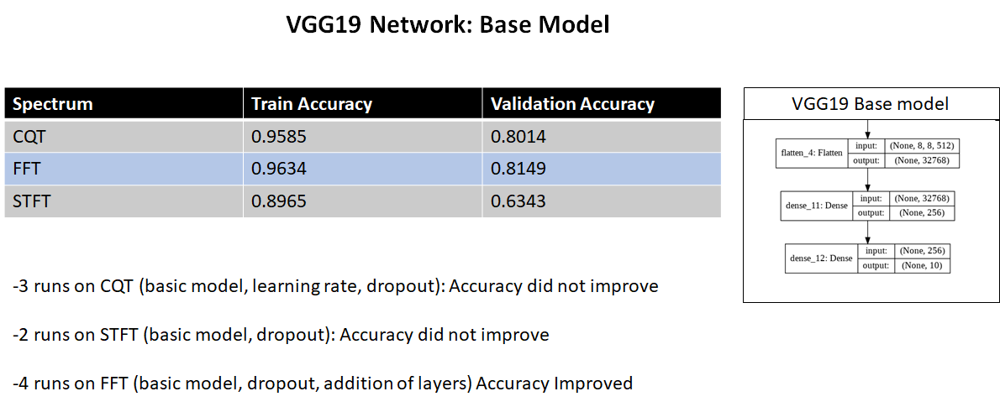 VGG19 Network: Base Model
Spectrum Train Accuracy Validation Accuracy
CQT 0.9585 0.8014
FFT 0.9634 0.8149
STFT 0.8965 0.6343
VGG19 Base model
flatten_4: Flatten input: (None, 8, 8, 512)
output: (None, 32768)
dense_11: Dense input: (None, 32768)
output: (None, 256)
dense_12: Dense input: (None, 256)
output: (None, 10)
-3 runs on CQT (basic model, learning rate, dropout): Accuracy did not improve
-2 runs on STFT (basic model, dropout): Accuracy did not improve
-4 runs on FFT (basic model, dropout, addition of layers) Accuracy Improved